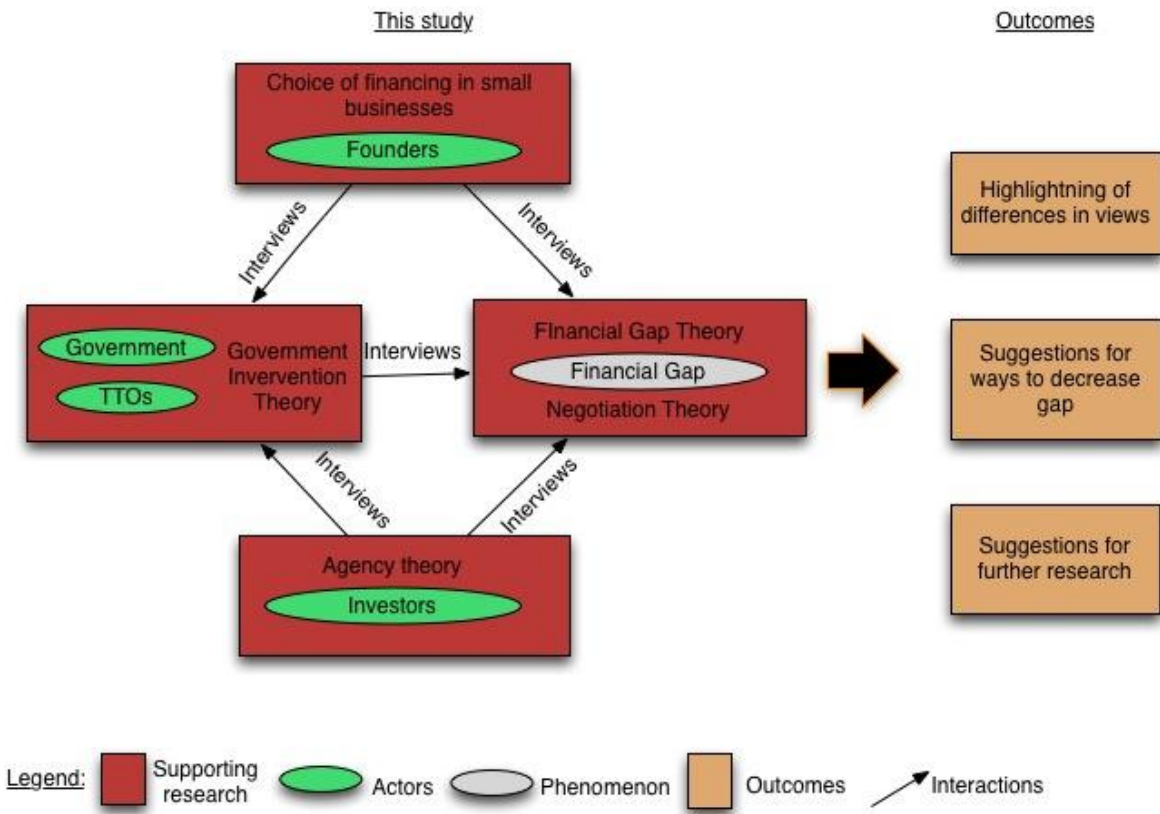 This study
Outcomes
Choice of financing in small
businesses
Founders
Interviews
Interviews
Highlightning of
differences in views
Government
TTOs
Government
Invervention
Theory
Interviews
FInancial Gap Theory
Financial Gap
Negotiation Theory
Suggestions for
ways to decrease
gap
Interviews
Interviews
Agency theory
Investors
Suggestions for
further research
Legend:
Supporting
research
Actors
Phenomenon
Outcomes
Interactions